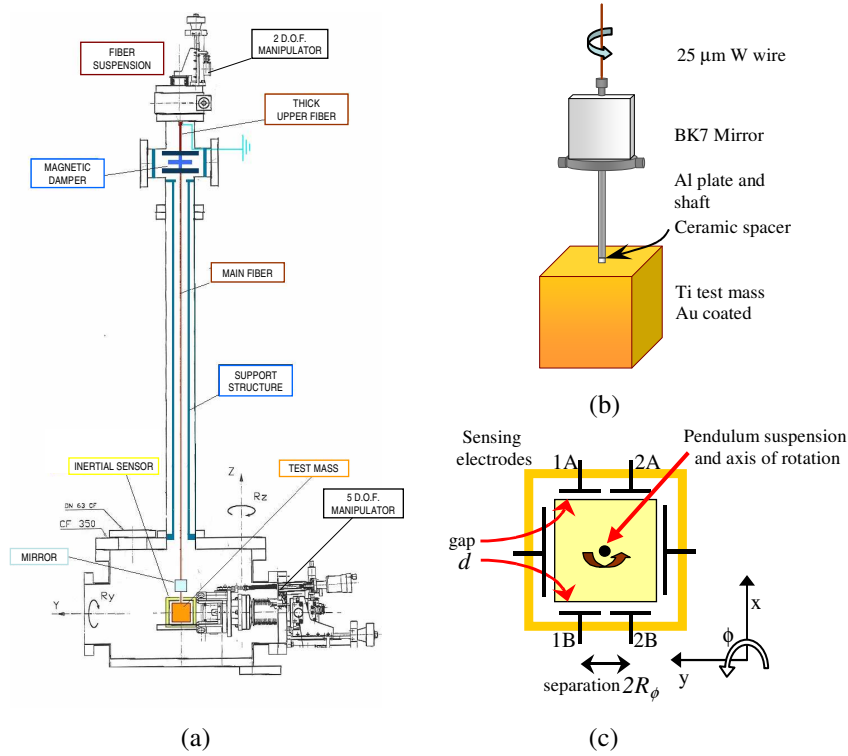 2 D.O.F.
MANIPULATOR
FIBER
SUSPENSION
THICK
UPPER FIBER
MAGNETIC
DAMPER
MAIN FIBER
SUPPORT
STRUCTURE
INERTIAL SENSOR
TEST MASS
Z
Rz
5 D.O.F.
MANIPULATOR
DN 63 CF
CF 350
MIRROR
Y
Ry
(a)
25 μm W wire
BK7 Mirror
Al plate and
shaft
Ceramic spacer
Ti test mass
Au coated
(b)
Sensing
electrodes
1A
2A
Pendulum suspension
and axis of rotation
gap
d
1B
2B
separation 2Rϕ
x
ϕ
y
(c)